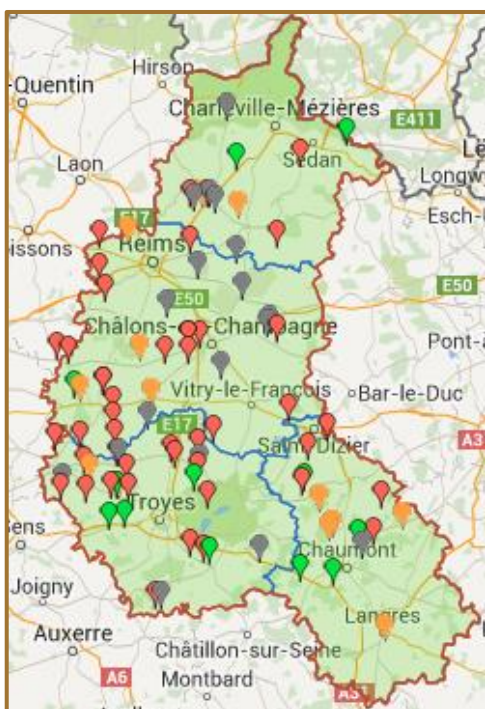 Hirson
-Quentin
Charleville-Mézières
E411
Sedan
Laon
Longwy
Esch-
E17
Reims
E50
E50
Châlons-en-Champagne
Vitry-le-François
Bar-le-Duc
E17
Saint-Dizier
A3
Troyes
Sens
Chaumont
Joigny
Langres
Auxerre
Châtillon-sur-Seine
A6
Montbard
A31